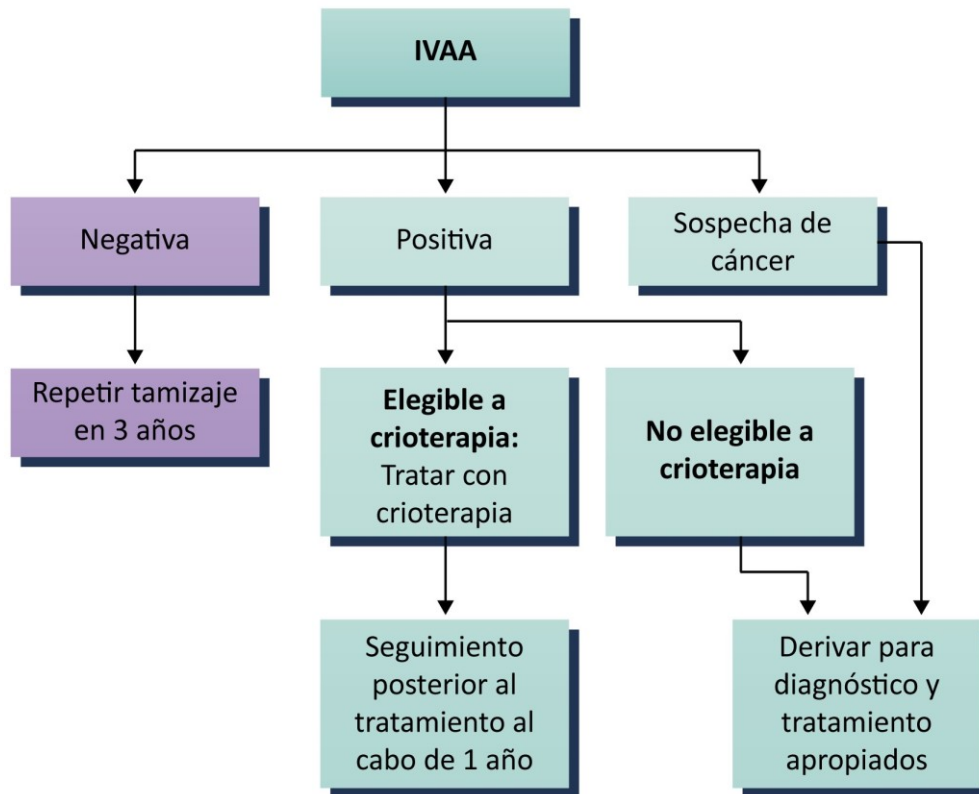 IVAA
Negativa
Positiva
Sospecha de
cáncer
Repetir tamizaje
en 3 años
Elegible a
crioterapia:
Tratar con
crioterapia
No elegible a
crioterapia
Seguimiento
posterior al
tratamiento al
cabo de 1 año
Derivar para
diagnóstico y
tratamiento
apropiados